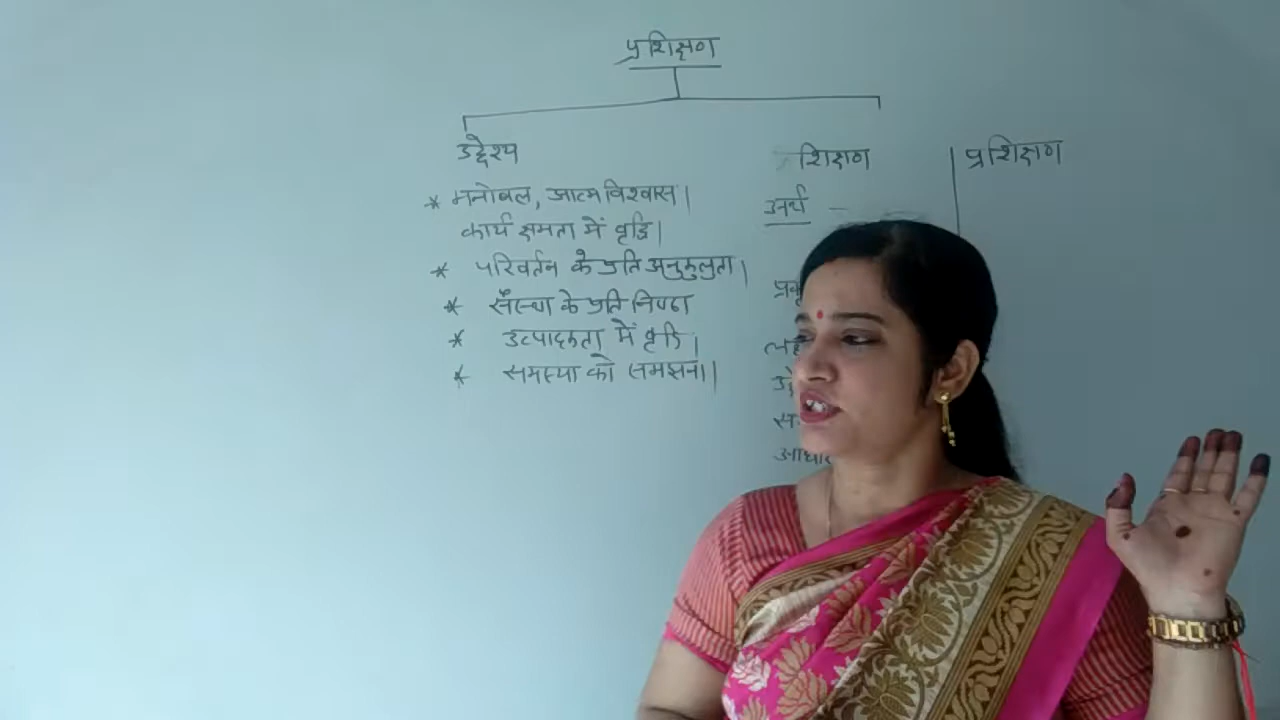 प्रशिक्षण
उद्देश्य
* मनोबल, आत्मविश्वास।
कार्य क्षमता में वृद्धि।
* परिवर्तन के प्रति अनुकुलता।
* संस्था के प्रति निष्ठा
* उत्पादकता में वृद्धि।
* समस्या को समझना।
शिक्षण | प्रशिक्षण
अर्थ -